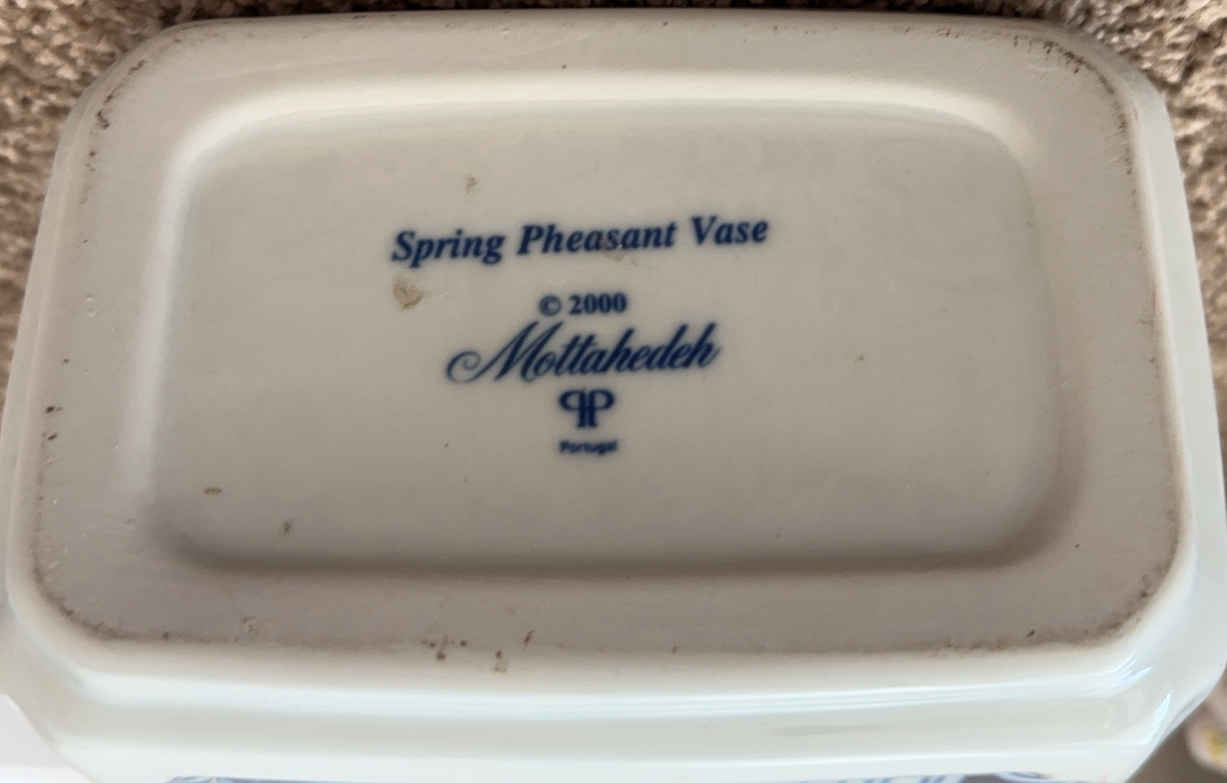 Spring Pheasant Vase
© 2000
Mottahedeh
Portugal